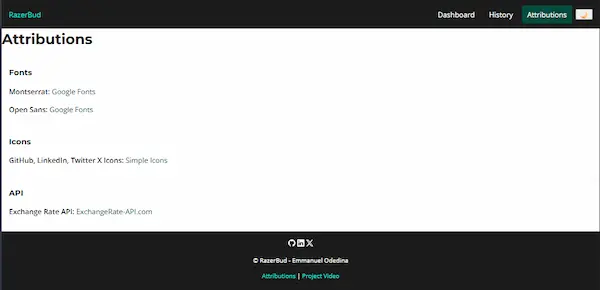 RazerBud
Dashboard History Attributions
Attributions
Fonts
Montserrat: Google Fonts
Open Sans: Google Fonts
Icons
GitHub, LinkedIn, Twitter X Icons: Simple Icons
API
Exchange Rate API: ExchangeRate-API.com
© RazerBud - Emmanuel Odedina
Attributions | Project Video